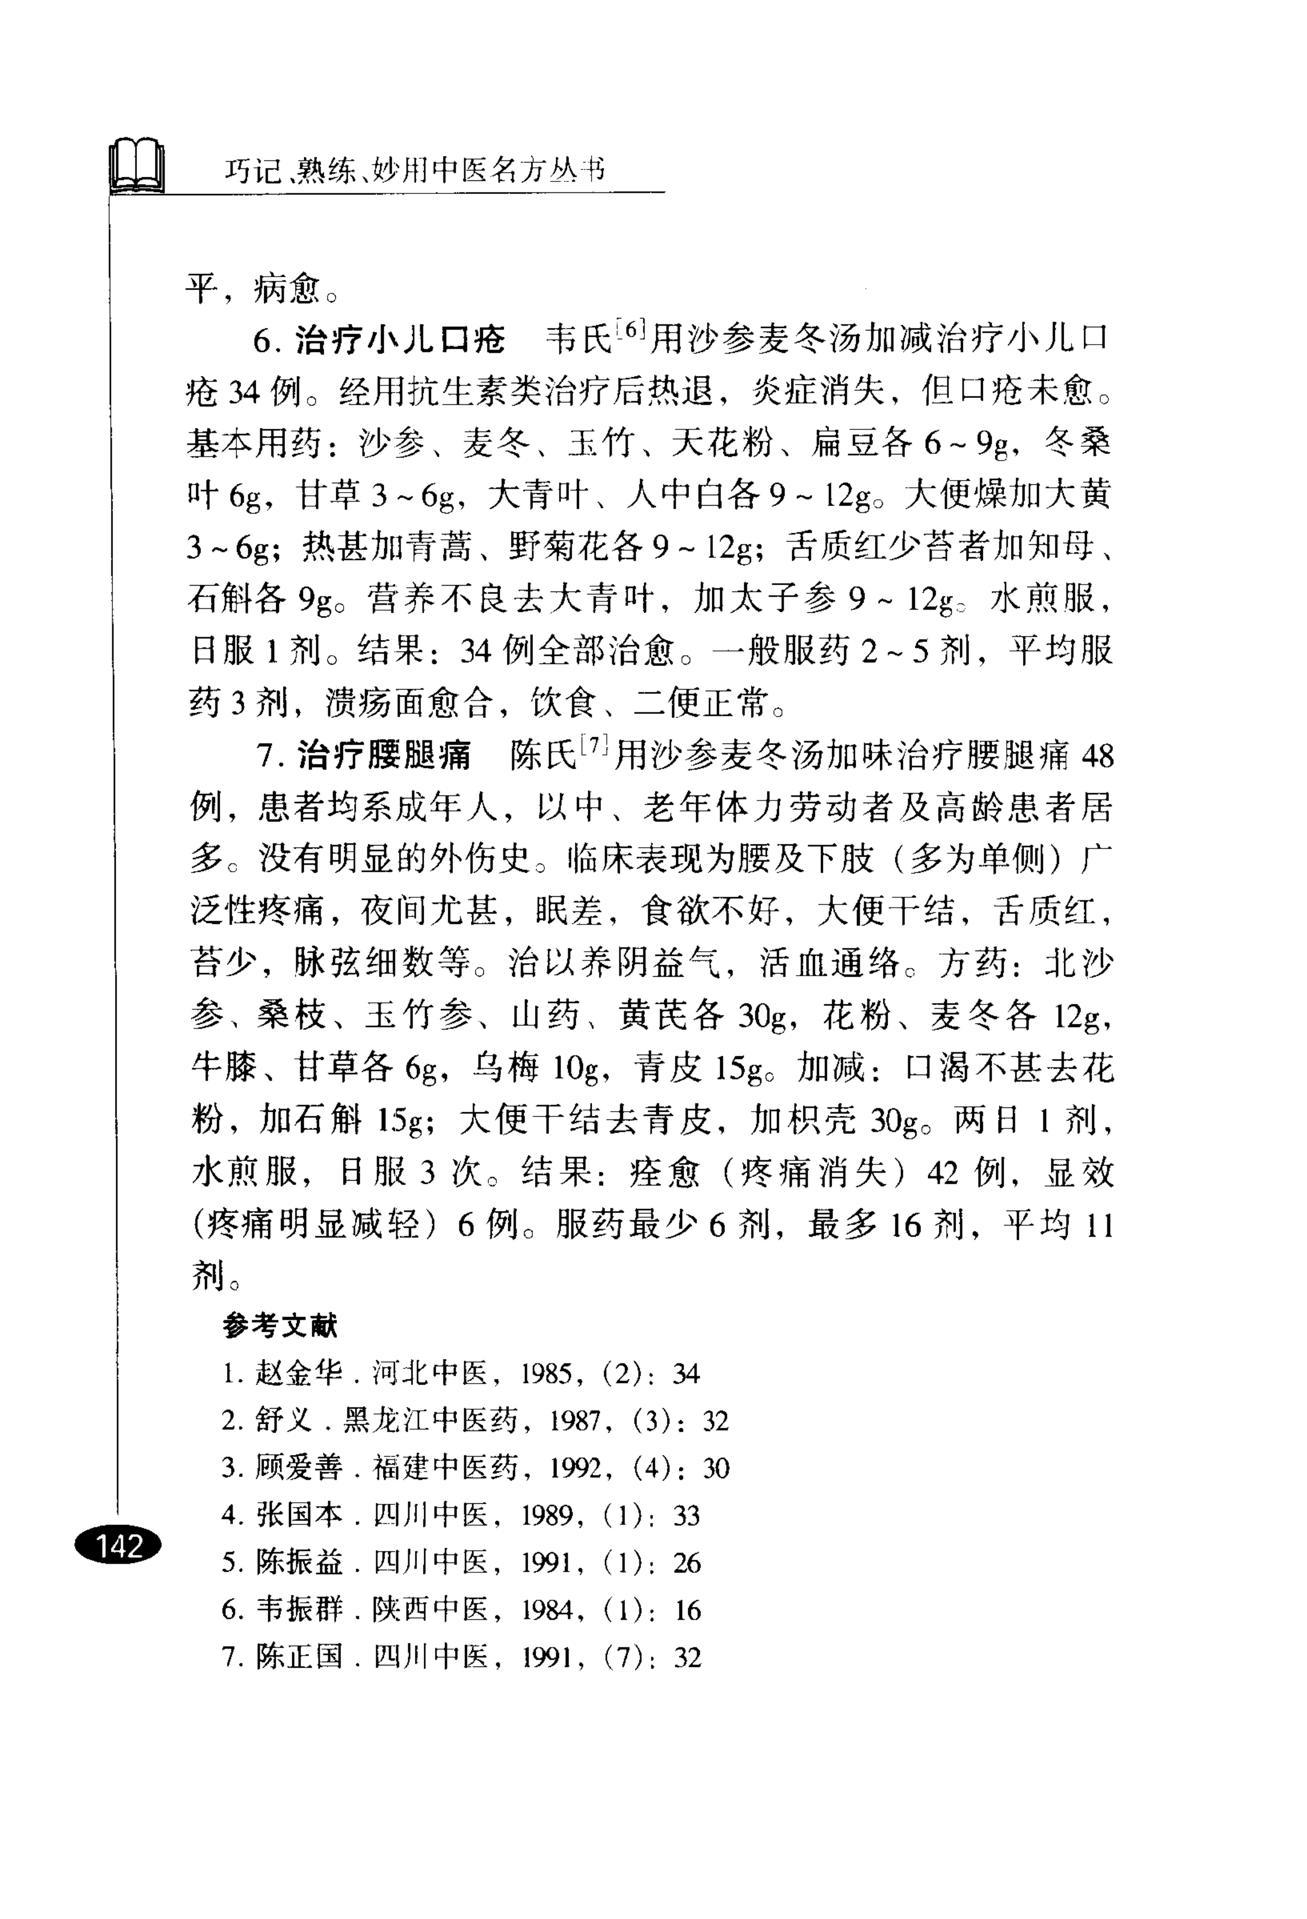 巧记、熟练、妙用中医名方丛书
平，病愈。
6. 治疗小儿口疮 韦氏[6]用沙参麦冬汤加减治疗小儿口
疮 34 例。经用抗生素类治疗后热退，炎症消失，但口疮未愈。
基本用药：沙参、麦冬、玉竹、天花粉、扁豆各 6～9g，冬桑
叶 6g，甘草 3～6g，大青叶、人中白各 9～12g。大便燥加大黄
3～6g；热甚加青蒿、野菊花各 9～12g；舌质红少苔者加知母、
石斛各 9g。营养不良去大青叶，加太子参 9～12g。水煎服，
日服 1 剂。结果：34 例全部治愈。一般服药 2～5 剂，平均服
药 3 剂，溃疡面愈合，饮食、二便正常。
7. 治疗腰腿痛 陈氏[7]用沙参麦冬汤加味治疗腰腿痛 48
例，患者均系成年人，以中、老年体力劳动者及高龄患者居
多。没有明显的外伤史。临床表现为腰及下肢（多为单侧）广
泛性疼痛，夜间尤甚，眠差，食欲不好，大便干结，舌质红，
苔少，脉弦细数等。治以养阴益气，活血通络。方药：北沙
参、桑枝、玉竹参、山药、黄芪各 30g，花粉、麦冬各 12g，
牛膝、甘草各 6g，乌梅 10g，青皮 15g。加减：口渴不甚去花
粉，加石斛 15g；大便干结去青皮，加枳壳 30g。两日 1 剂，
水煎服，日服 3 次。结果：痊愈（疼痛消失）42 例，显效
（疼痛明显减轻）6 例。服药最少 6 剂，最多 16 剂，平均 11
剂。
参考文献
1. 赵金华．河北中医，1985，(2)：34
2. 舒义．黑龙江中医药，1987，(3)：32
3. 顾爱善．福建中医药，1992，(4)：30
4. 张国本．四川中医，1989，(1)：33
5. 陈振益．四川中医，1991，(1)：26
6. 韦振群．陕西中医，1984，(1)：16
7. 陈正国．四川中医，1991，(7)：32
142